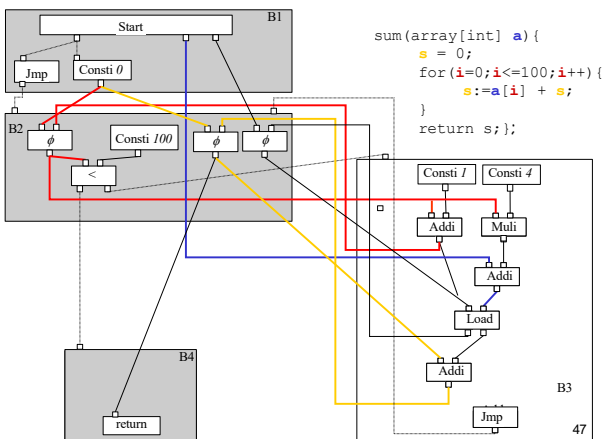 B1
Start
Jmp
Consti 0
sum(array[int] a){
s = 0;
for(i=0;i<=100;i++){
s:=a[i] + s;
}
return s;};
B2
ϕ
Consti 100
ϕ
ϕ
<
Consti 1
Consti 4
Addi
Muli
Addi
Load
Addi
B4
B3
return
Jmp
47